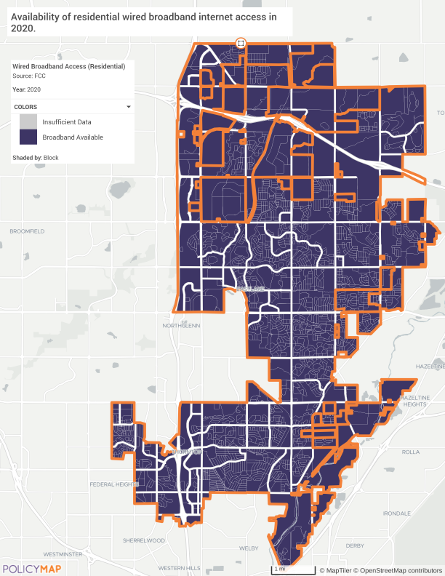 Availability of residential wired broadband internet access in
2020.
Wired Broadband Access (Residential)
Source: FCC
Year: 2020
COLORS
Insufficient Data
Broadband Available
Shaded by: Block
BROOMFIELD
NORTHGLENN
HAZELTINE
HEIGHTS
ROLLA
FEDERAL HEIGHTS
IRONDALE
SHERRELWOOD
WELBY
DERBY
WESTMINSTER
WESTERN HILLS
1 mi
POLICYMAP
© MapTiler © OpenStreetMap contributors